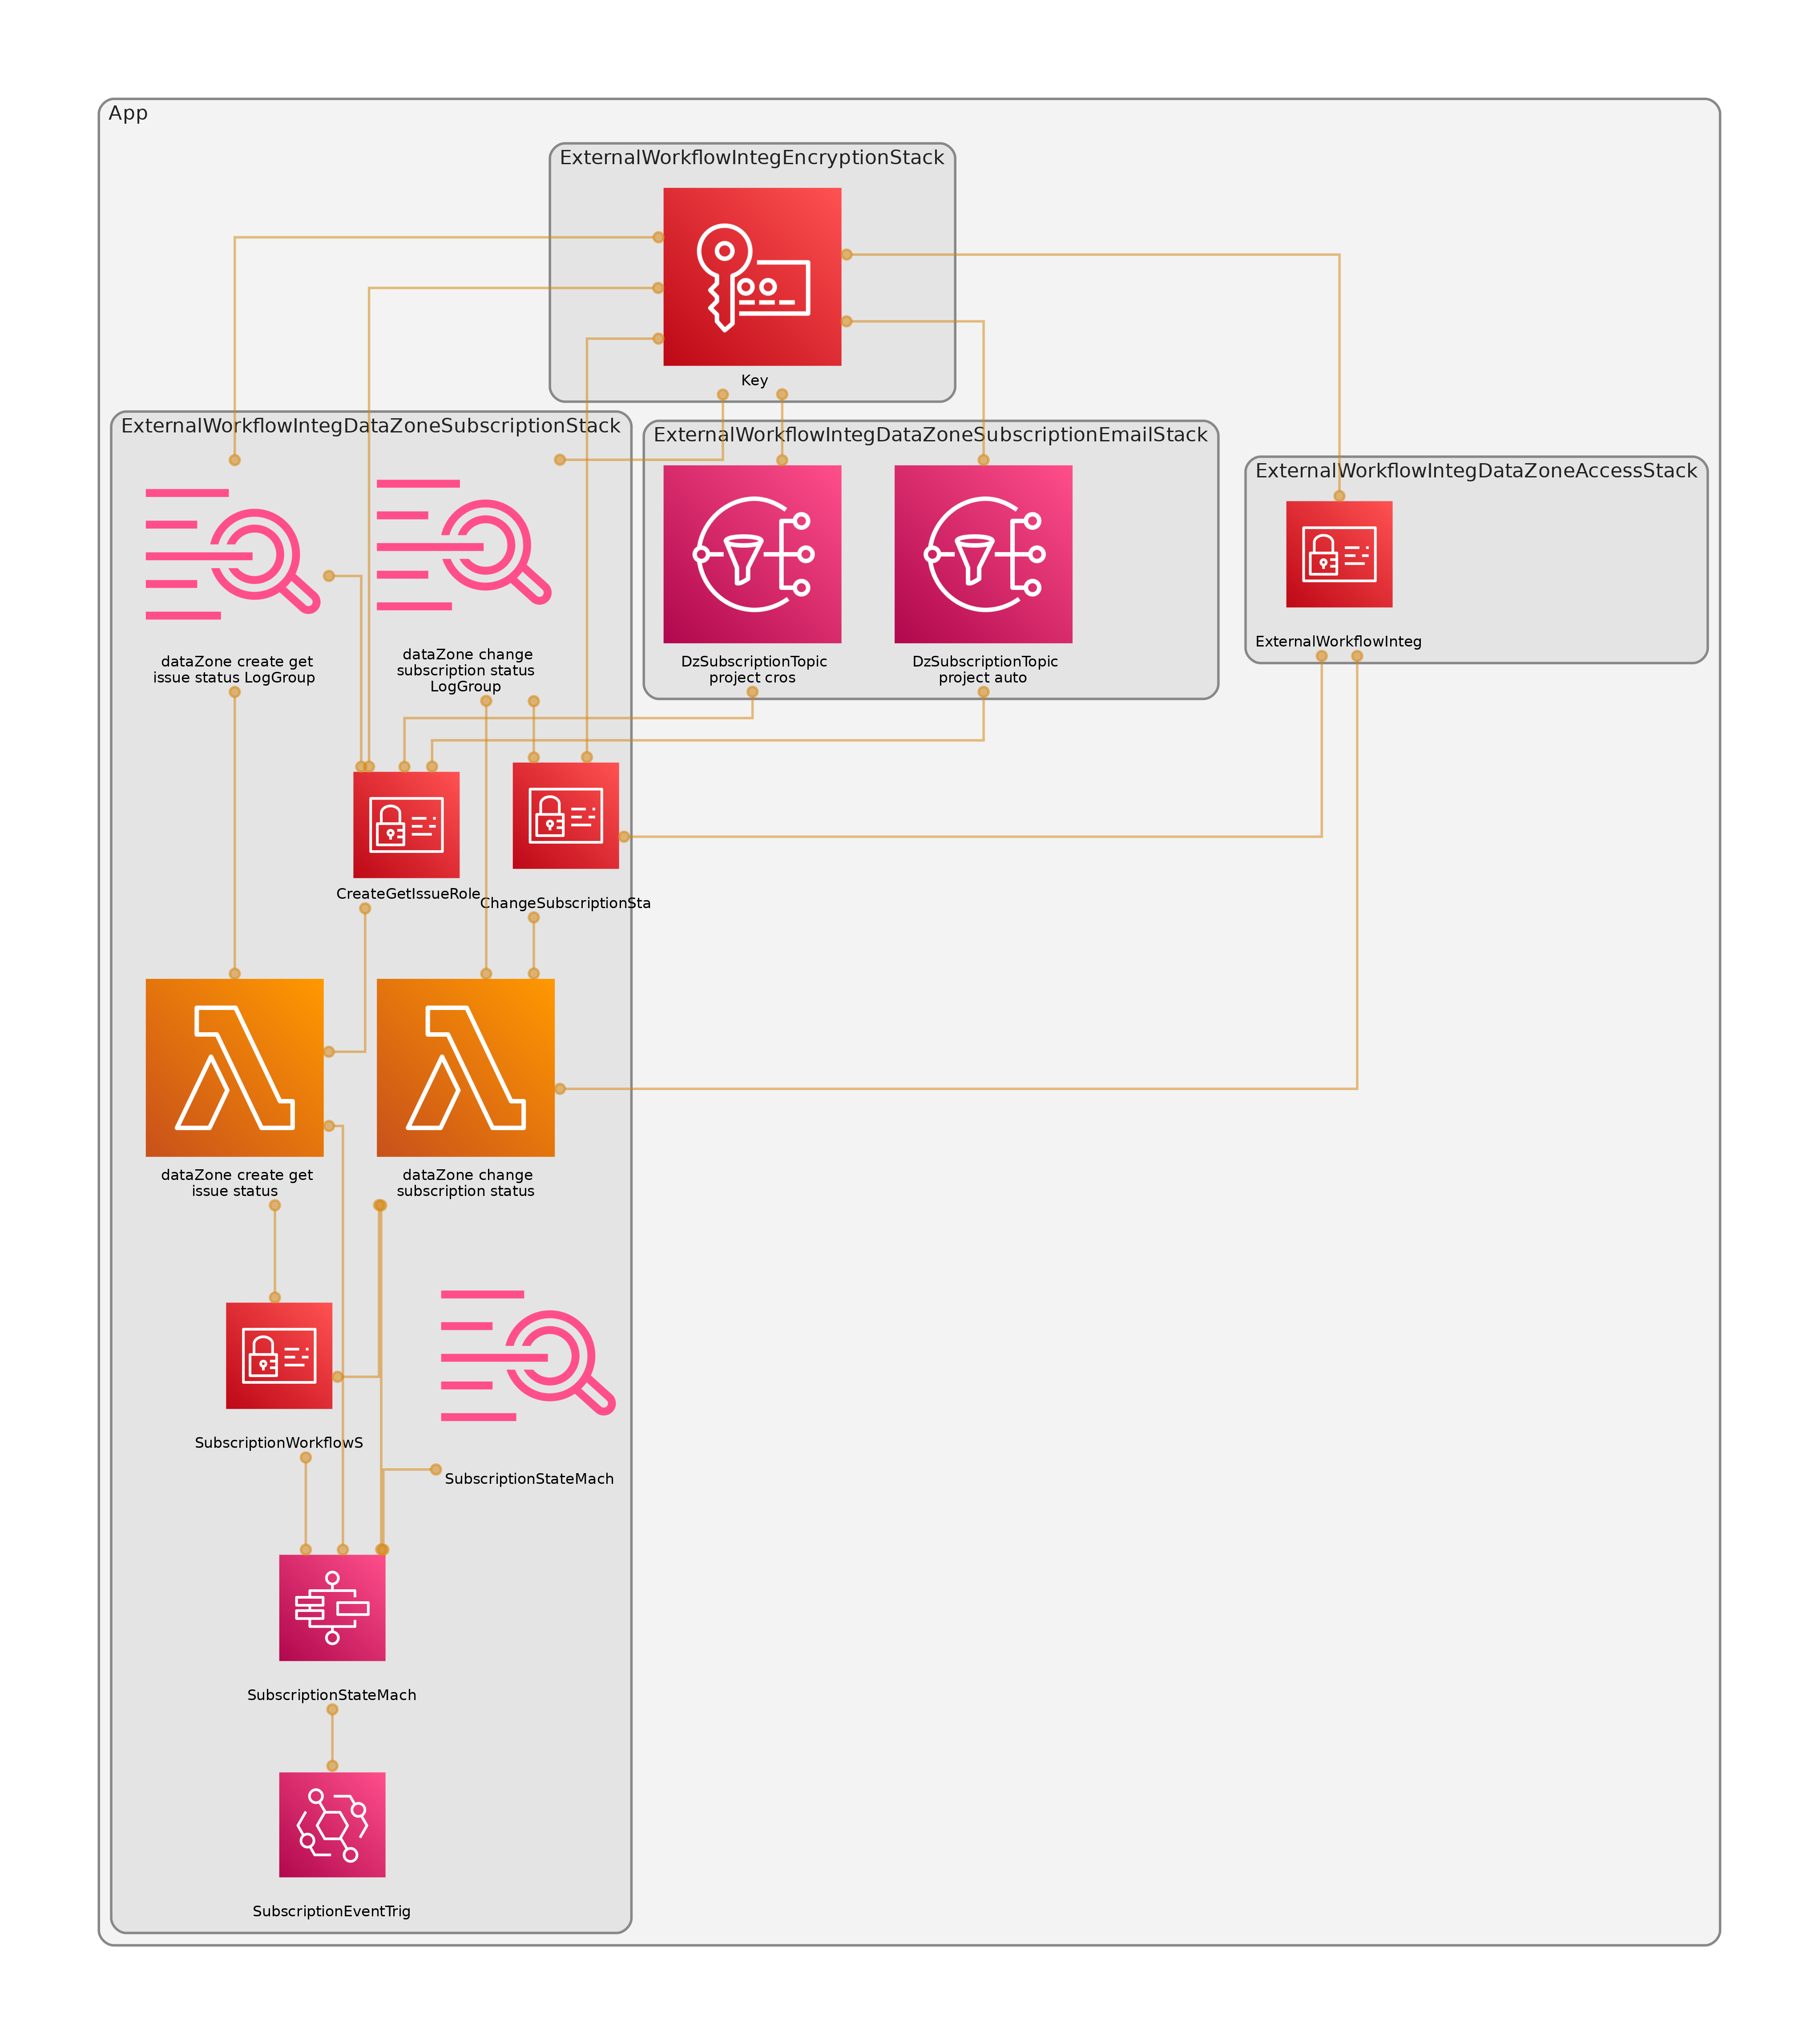 App
ExternalWorkflowIntegEncryptionStack
Key
ExternalWorkflowIntegDataZoneSubscriptionStack
ExternalWorkflowIntegDataZoneSubscriptionEmailStack
ExternalWorkflowIntegDataZoneAccessStack
dataZone create get
issue status LogGroup
dataZone change
subscription status
LogGroup
DzSubscriptionTopic
project cros
DzSubscriptionTopic
project auto
ExternalWorkflowInteg
CreateGetIssueRole
ChangeSubscriptionSta
dataZone create get
issue status
dataZone change
subscription status
SubscriptionWorkflowS
SubscriptionStateMach
SubscriptionStateMach
SubscriptionEventTrig